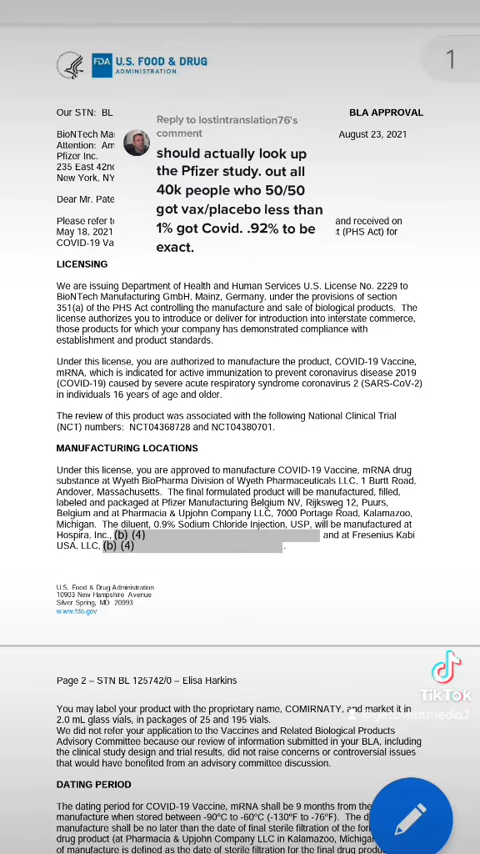 1
FDA U.S. FOOD & DRUG
ADMINISTRATION
Our STN: BL
BLA APPROVAL
BioNTech Ma
August 23, 2021
Attention: Am
Pfizer Inc.
235 East 42n
New York, NY
Dear Mr. Pate
Please refer t
and received on
May 18, 2021
t (PHS Act) for
COVID-19 Va
Reply to lostintranslation76's
comment
should actually look up
the Pfizer study. out all
40k people who 50/50
got vax/placebo less than
1% got Covid. .92% to be
exact.
LICENSING
We are issuing Department of Health and Human Services U.S. License No. 2229 to
BioNTech Manufacturing GmbH, Mainz, Germany, under the provisions of section
351(a) of the PHS Act controlling the manufacture and sale of biological products. The
license authorizes you to introduce or deliver for introduction into interstate commerce,
those products for which your company has demonstrated compliance with
establishment and product standards.
Under this license, you are authorized to manufacture the product, COVID-19 Vaccine,
mRNA, which is indicated for active immunization to prevent coronavirus disease 2019
(COVID-19) caused by severe acute respiratory syndrome coronavirus 2 (SARS-CoV-2)
in individuals 16 years of age and older.
The review of this product was associated with the following National Clinical Trial
(NCT) numbers: NCT04368728 and NCT04380701.
MANUFACTURING LOCATIONS
Under this license, you are approved to manufacture COVID-19 Vaccine, mRNA drug
substance at Wyeth BioPharma Division of Wyeth Pharmaceuticals LLC, 1 Burtt Road,
Andover, Massachusetts. The final formulated product will be manufactured, filled,
labeled and packaged at Pfizer Manufacturing Belgium NV, Rijksweg 12, Puurs,
Belgium and at Pharmacia & Upjohn Company LLC, 7000 Portage Road, Kalamazoo,
Michigan. The diluent, 0.9% Sodium Chloride Injection, USP, will be manufactured at
Hospira, Inc., (b) (4) and at Fresenius Kabi
USA, LLC, (b) (4) .
U.S. Food & Drug Administration
10903 New Hampshire Avenue
Silver Spring, MD 20993
www.fda.gov
TikTok
Page 2 – STN BL 125742/0 – Elisa Harkins
You may label your product with the proprietary name, COMIRNATY, and market it in
2.0 mL glass vials, in packages of 25 and 195 vials.
We did not refer your application to the Vaccines and Related Biological Products
Advisory Committee because our review of information submitted in your BLA, including
the clinical study design and trial results, did not raise concerns or controversial issues
that would have benefited from an advisory committee discussion.
DATING PERIOD
The dating period for COVID-19 Vaccine, mRNA shall be 9 months from the
manufacture when stored between -90ºC to -60ºC (-130ºF to -76ºF). The d
manufacture shall be no later than the date of final sterile filtration of the for
drug product (at Pharmacia & Upjohn Company LLC in Kalamazoo, Michigan
of manufacture is defined as the date of sterile filtration for the final drug produ